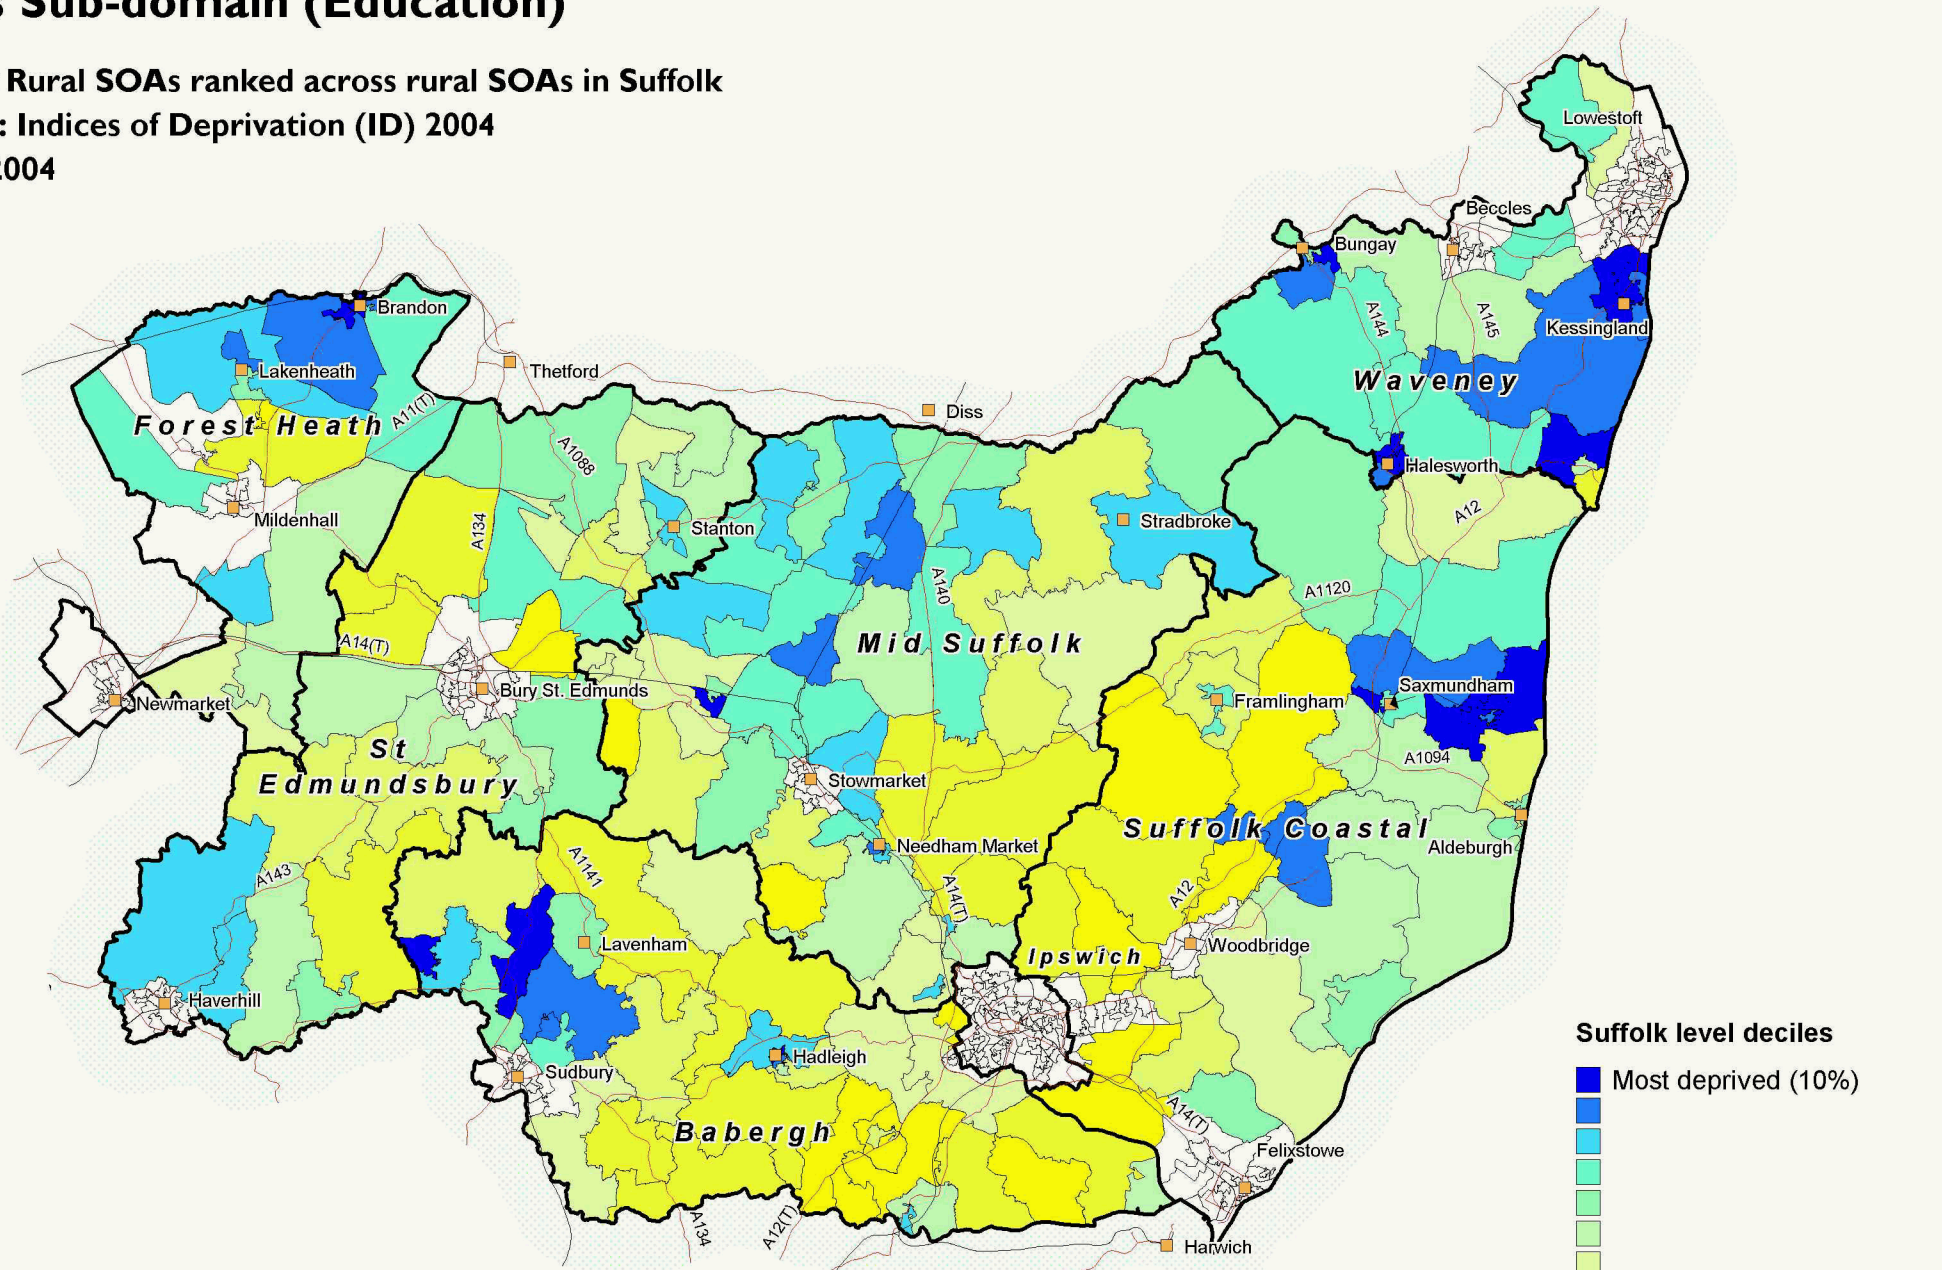 s Sub-domain (Education)
Rural SOAs ranked across rural SOAs in Suffolk
: Indices of Deprivation (ID) 2004
2004
Lowestoft
Beccles
Bungay
Brandon
Kessingland
A144
A145
Lakenheath
Thetford
Waveney
A11(T)
Diss
Forest Heath
A1088
Halesworth
A12
Mildenhall
A134
Stanton
Stradbroke
A140
A1120
A14(T)
Mid Suffolk
Bury St. Edmunds
Saxmundham
Newmarket
Framlingham
St
Edmundsbury
A1094
Stowmarket
Suffolk Coastal
Needham Market
Aldeburgh
A143
A1141
A14(T)
A12
Lavenham
Ipswich
Woodbridge
Haverhill
Hadleigh
Sudbury
Suffolk level deciles
Most deprived (10%)
A14(T)
Babergh
Felixstowe
A134
A12(T)
Harwich